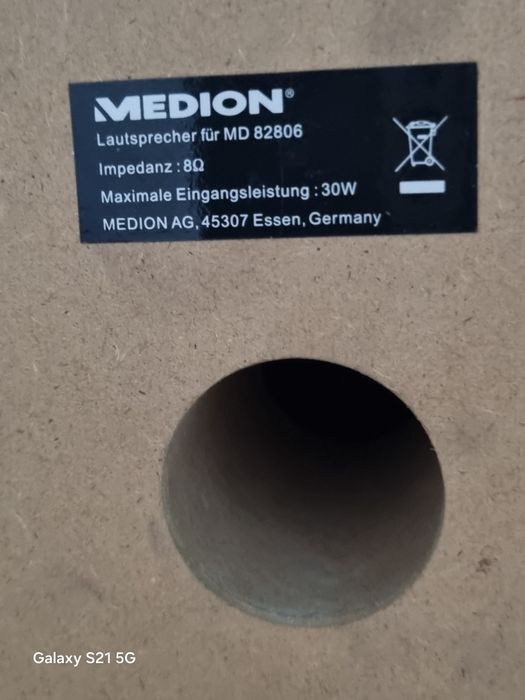 MEDION®
Lautsprecher für MD 82806
Impedanz : 8Ω
Maximale Eingangsleistung : 30W
MEDION AG, 45307 Essen, Germany
Galaxy S21 5G